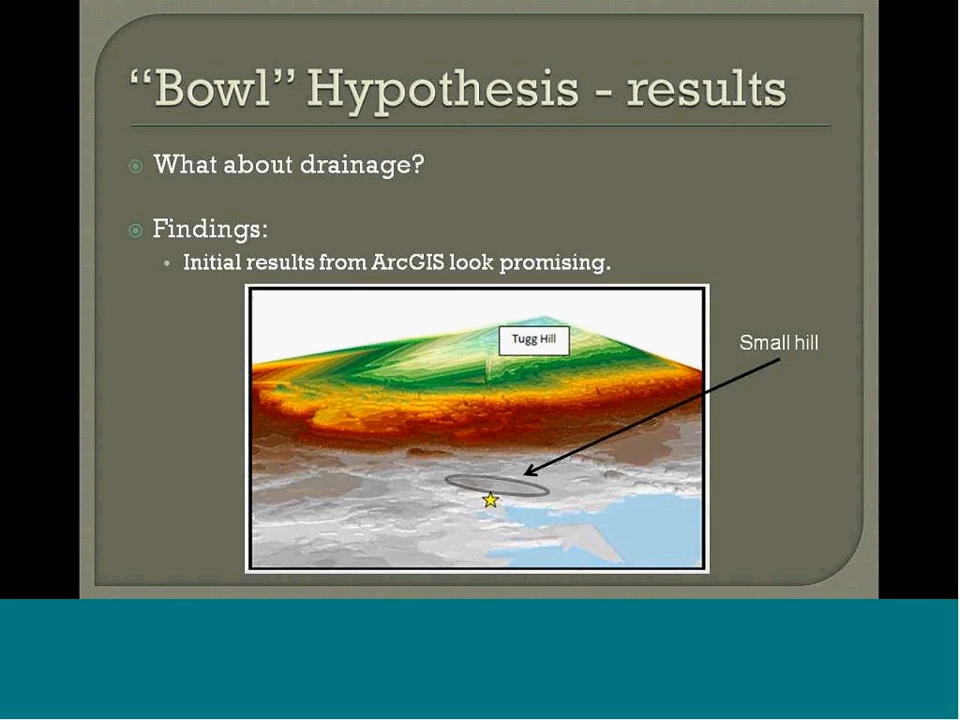 “Bowl” Hypothesis - results
What about drainage?
Findings:
Initial results from ArcGIS look promising.
Tugg Hill
Small hill